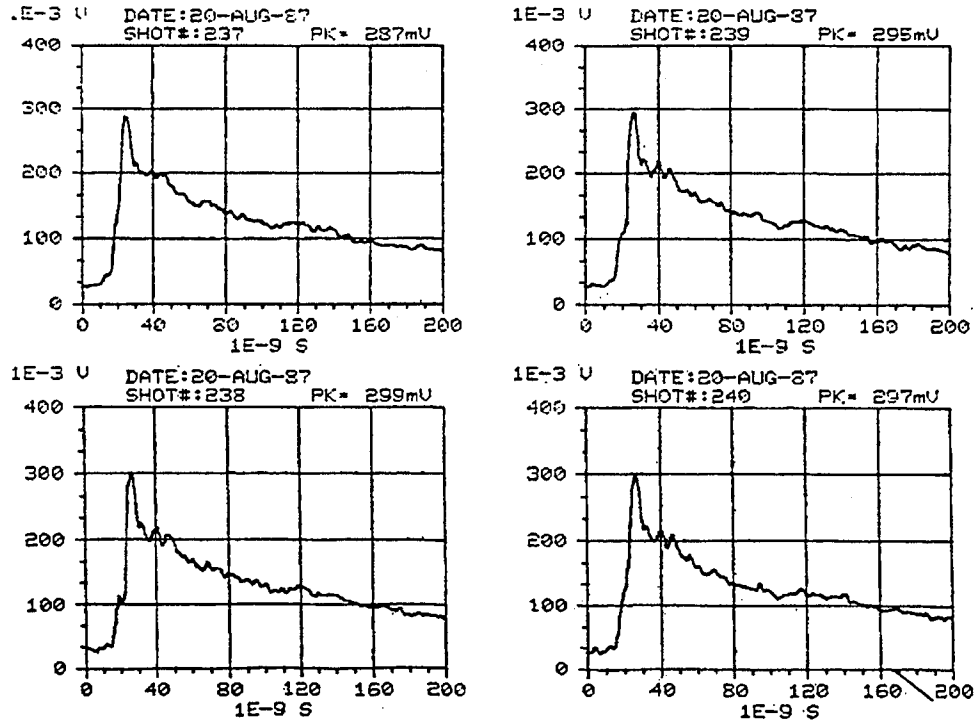 .E-3 V DATE:20-AUG-87
SHOT#:237 PK= 287mV
400
300
200
100
0
0 40 80 120 160 200
1E-9 S
1E-3 V DATE:20-AUG-87
SHOT#:239 PK= 295mV
400
300
200
100
0
0 40 80 120 160 200
1E-9 S
1E-3 V DATE:20-AUG-87
SHOT#:238 PK= 299mV
400
300
200
100
0
0 40 80 120 160 200
1E-9 S
1E-3 V DATE:20-AUG-87
SHOT#:240 PK= 297mV
400
300
200
100
0
0 40 80 120 160 200
1E-9 S